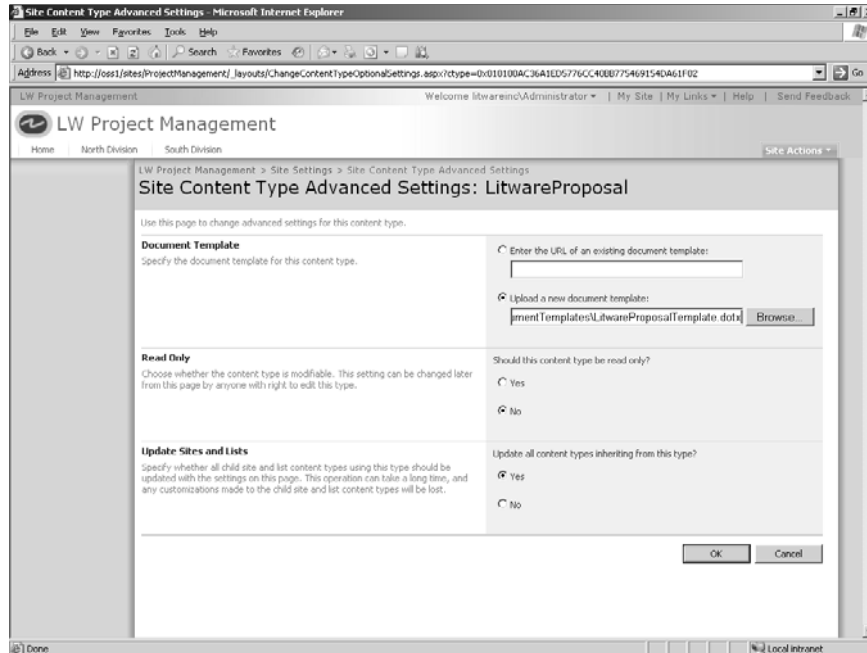 Site Content Type Advanced Settings - Microsoft Internet Explorer
File Edit View Favorites Tools Help
Back Search Favorites
Address http://oss1/sites/ProjectManagement/_layouts/ChangeContentTypeOptionalSettings.aspx?ctype=0x010100AC36A1ED5776CC40BB775469154DA61F02 Go
LW Project Management Welcome litwareinc\Administrator | My Site | My Links | Help | Send Feedback
LW Project Management
Home North Division South Division Site Actions
LW Project Management > Site Settings > Site Content Type Advanced Settings
Site Content Type Advanced Settings: LitwareProposal
Use this page to change advanced settings for this content type.
Document Template
Specify the document template for this content type.
Enter the URL of an existing document template:
Upload a new document template:
mentTemplates\LitwareProposalTemplate.dotx Browse...
Read Only
Choose whether the content type is modifiable. This setting can be changed later
from this page by anyone with right to edit this type.
Should this content type be read only?
Yes
No
Update Sites and Lists
Specify whether all child site and list content types using this type should be
updated with the settings on this page. This operation can take a long time, and
any customizations made to the child site and list content types will be lost.
Update all content types inheriting from this type?
Yes
No
OK Cancel
Done Local intranet